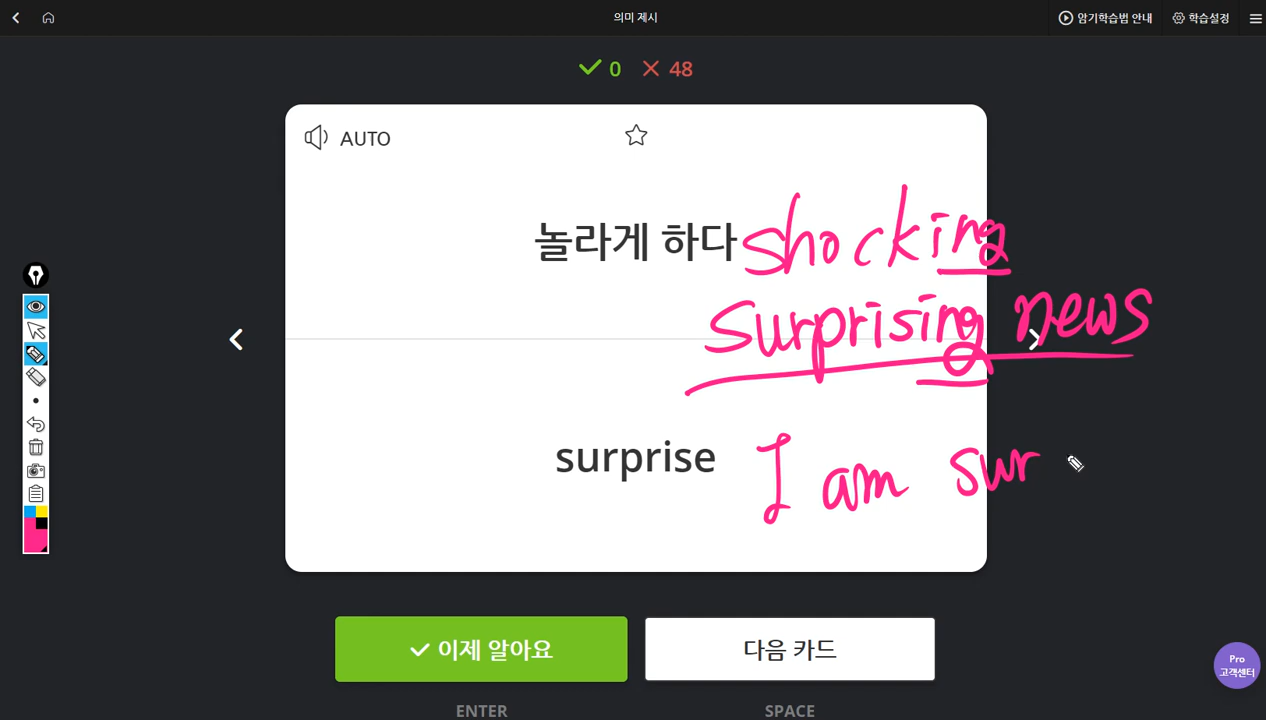 의미 제시
암기학습법 안내
학습설정
0 48
AUTO
놀라게 하다
shocking
surprising news
surprise
I am sur
이제 알아요
다음 카드
ENTER
SPACE
Pro
고객센터